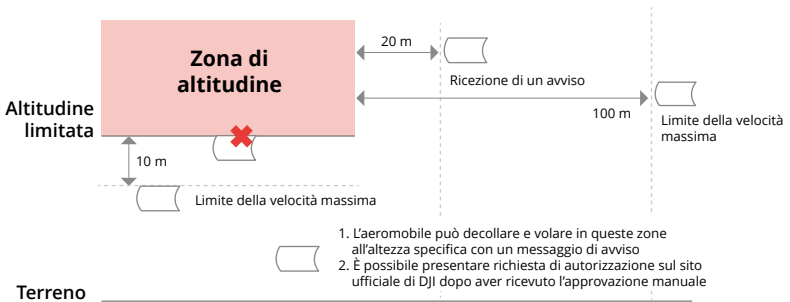 Zona di
altitudine
20 m
Ricezione di un avviso
100 m
Limite della velocità
massima
Altitudine
limitata
10 m
Limite della velocità massima
1. L'aeromobile può decollare e volare in queste zone
all'altezza specifica con un messaggio di avviso
2. È possibile presentare richiesta di autorizzazione sul sito
ufficiale di DJI dopo aver ricevuto l'approvazione manuale
Terreno